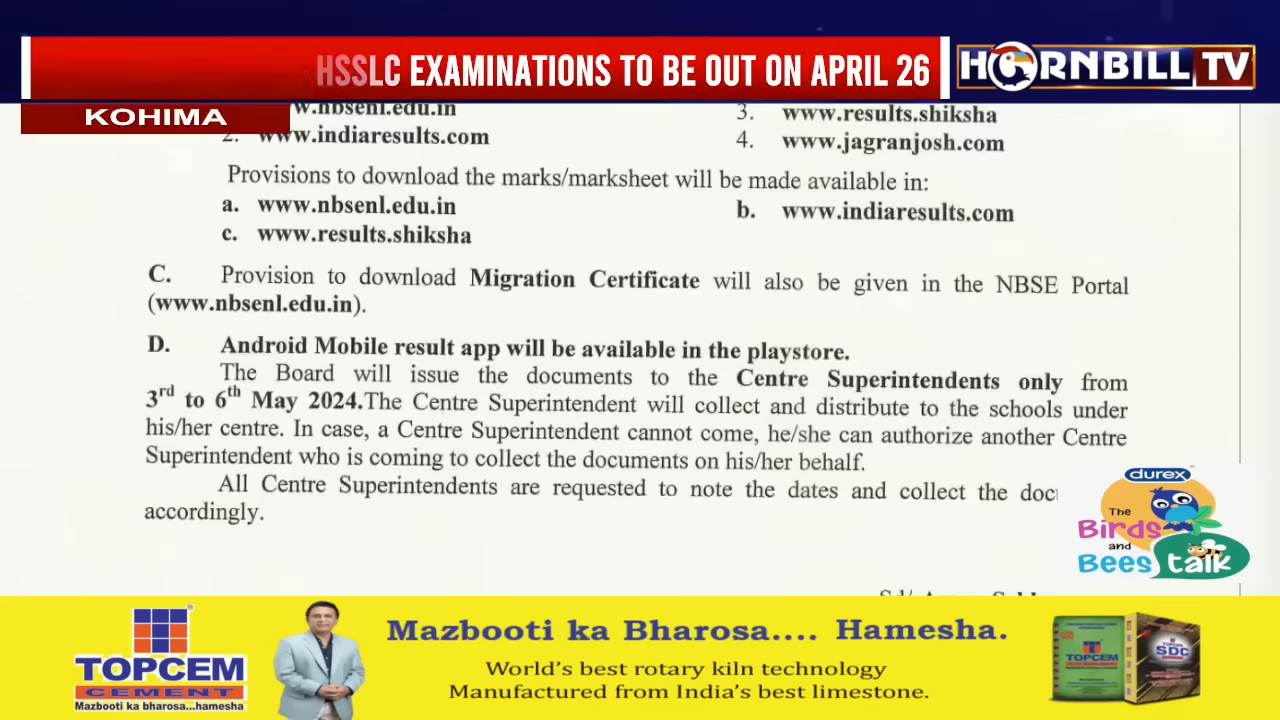 HSSLC EXAMINATIONS TO BE OUT ON APRIL 26
HORNBILL TV
KOHIMA
w.nbsenl.edu.in
3. www.results.shiksha
2. www.indiaresults.com
4. www.jagranjosh.com
Provisions to download the marks/marksheet will be made available in:
a. www.nbsenl.edu.in
b. www.indiaresults.com
c. www.results.shiksha
C. Provision to download Migration Certificate will also be given in the NBSE Portal
(www.nbsenl.edu.in).
D. Android Mobile result app will be available in the playstore.
The Board will issue the documents to the Centre Superintendents only from
3rd to 6th May 2024.The Centre Superintendent will collect and distribute to the schools under
his/her centre. In case, a Centre Superintendent cannot come, he/she can authorize another Centre
Superintendent who is coming to collect the documents on his/her behalf.
All Centre Superintendents are requested to note the dates and collect the doc
accordingly.
durex
The
Birds
and
Bees talk
TOPCEM
CEMENT
Mazbooti ka bharosa...hamesha
Mazbooti ka Bharosa.... Hamesha.
World's best rotary kiln technology
Manufactured from India's best limestone.
TOPCEM
TOPCEM
SDC